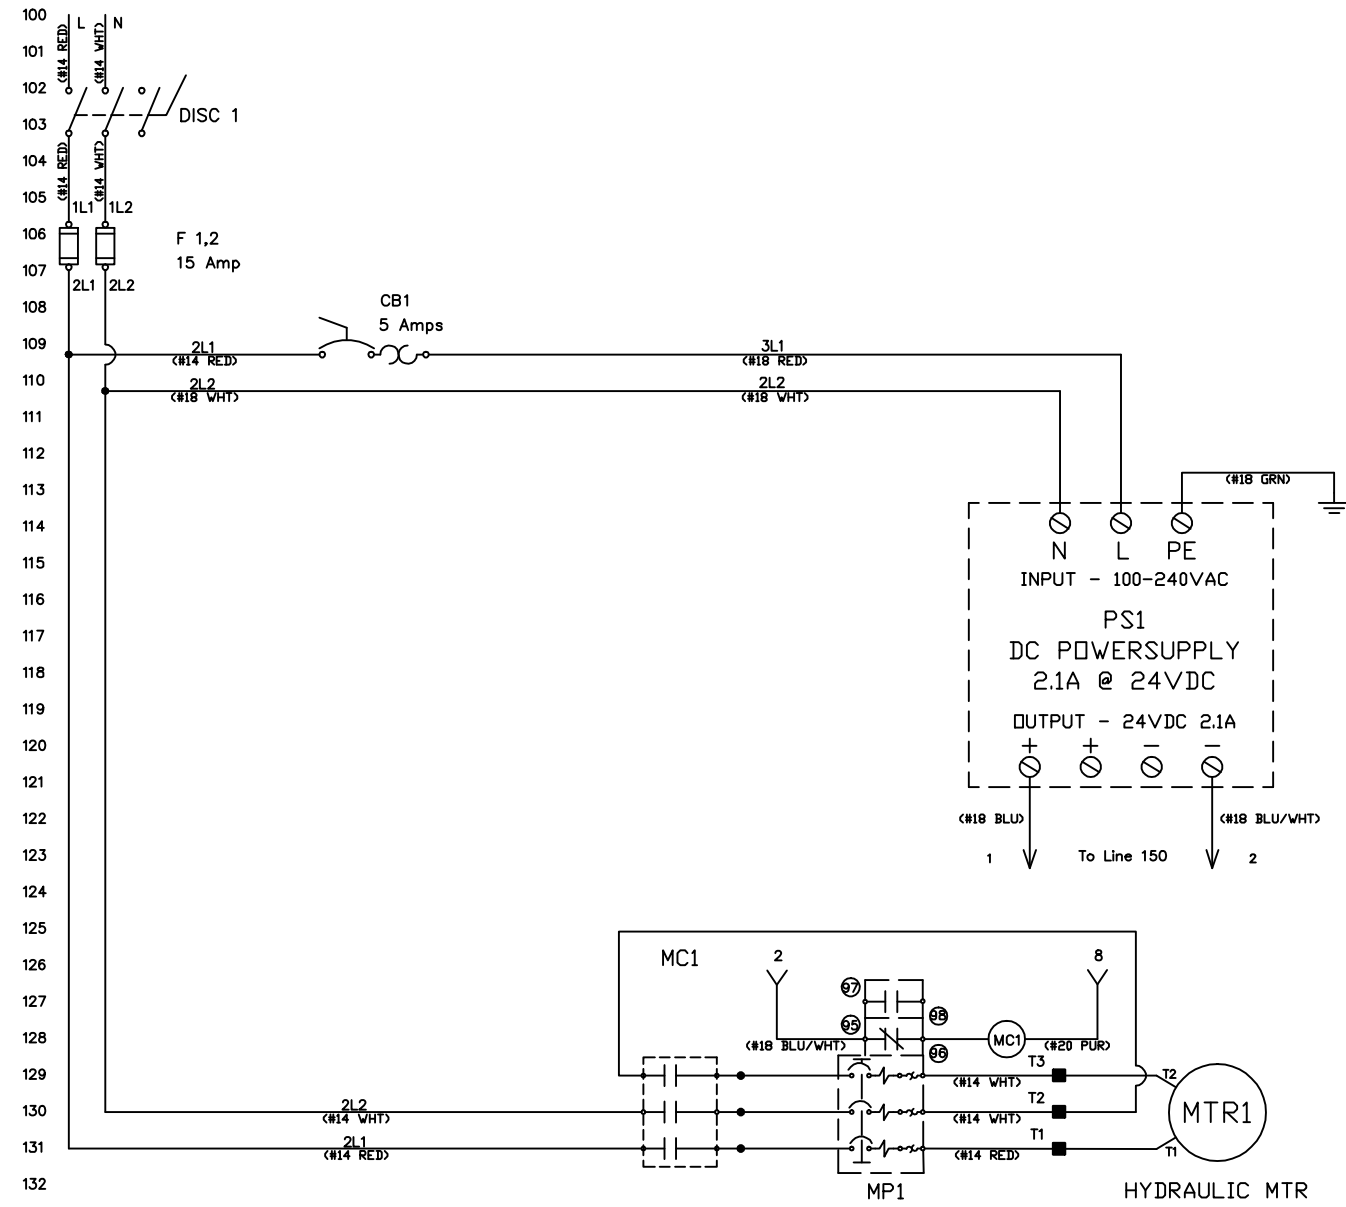 100
L N
(#14 RED)
(#14 WHT)
101
102
DISC 1
103
104
(#14 RED)
(#14 WHT)
105
1L1 1L2
106
F 1,2
15 Amp
107
2L1 2L2
108
CB1
5 Amps
109
2L1
(#14 RED)
3L1
(#18 RED)
110
2L2
(#18 WHT)
2L2
(#18 WHT)
111
112
113
(#18 GRN)
114
N L PE
115
INPUT - 100-240VAC
116
PS1
117
DC POWERSUPPLY
118
2.1A @ 24VDC
119
OUTPUT - 24VDC 2.1A
120
+ + - -
121
122
(#18 BLU)
(#18 BLU/WHT)
123
1 To Line 150 2
124
125
126
MC1
2
8
127
97
98
128
95
96
(#18 BLU/WHT)
MC1
(#20 PUR)
129
T3
(#14 WHT)
T2
130
2L2
(#14 WHT)
T2
(#14 WHT)
MTR1
131
2L1
(#14 RED)
T1
(#14 RED)
T1
132
MP1
HYDRAULIC MTR